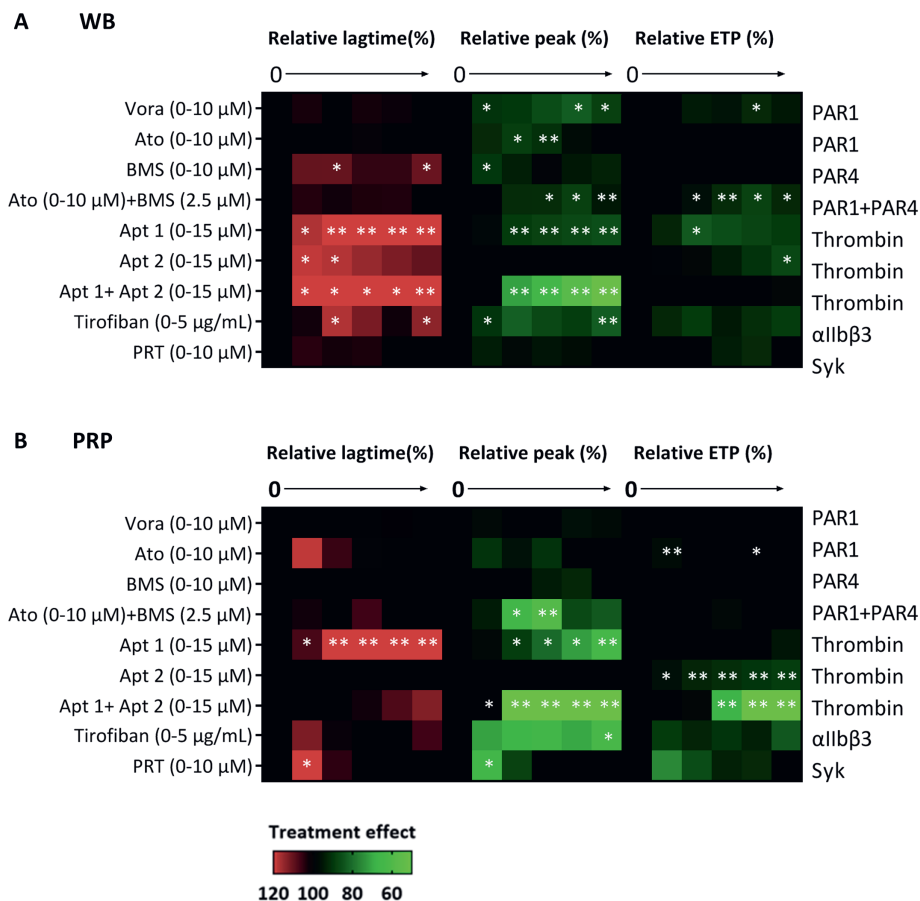 A WB
Relative lagtime(%) Relative peak (%) Relative ETP (%)
0 0 0
Vora (0-10 µM) * * * * PAR1
Ato (0-10 µM) * ** PAR1
BMS (0-10 µM) * * * PAR4
Ato (0-10 µM)+BMS (2.5 µM) * * ** * ** * * PAR1+PAR4
Apt 1 (0-15 µM) * ** ** ** ** ** ** ** ** * Thrombin
Apt 2 (0-15 µM) * * * Thrombin
Apt 1+ Apt 2 (0-15 µM) * * * * ** ** ** ** ** Thrombin
Tirofiban (0-5 µg/mL) * * * ** αIIbβ3
PRT (0-10 µM) Syk
B PRP
Relative lagtime(%) Relative peak (%) Relative ETP (%)
0 0 0
Vora (0-10 µM) PAR1
Ato (0-10 µM) ** * PAR1
BMS (0-10 µM) PAR4
Ato (0-10 µM)+BMS (2.5 µM) * ** PAR1+PAR4
Apt 1 (0-15 µM) * ** ** ** ** * * * ** Thrombin
Apt 2 (0-15 µM) * ** ** ** ** Thrombin
Apt 1+ Apt 2 (0-15 µM) * ** ** ** ** ** ** ** Thrombin
Tirofiban (0-5 µg/mL) * αIIbβ3
PRT (0-10 µM) * * Syk
Treatment effect
120 100 80 60